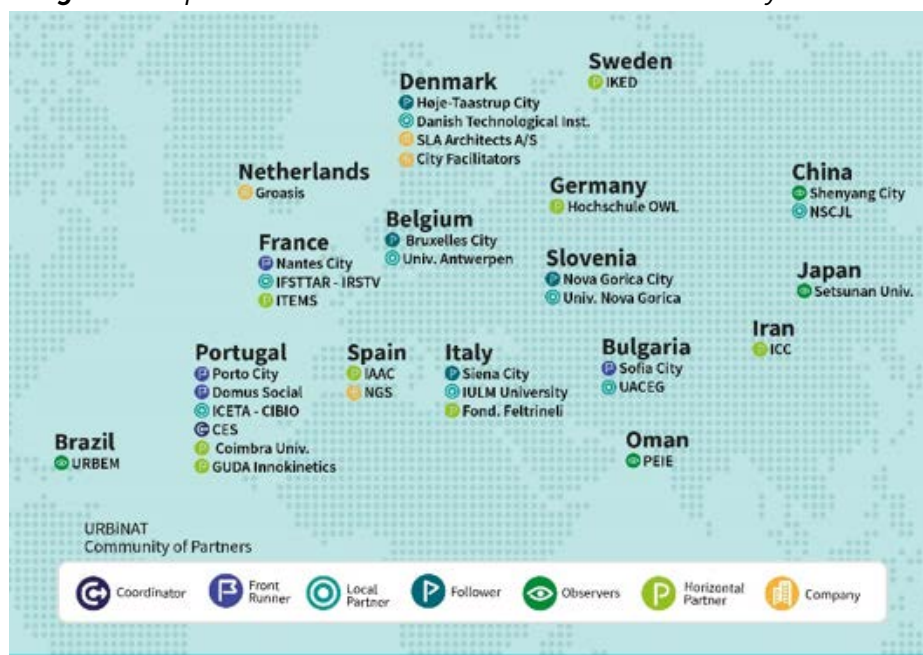 Sweden
IKED
Denmark
Høje-Taastrup City
Danish Technological Inst.
SLA Architects A/S
City Facilitators
Netherlands
Groasis
Germany
Hochschule OWL
China
Shenyang City
NSCJL
Belgium
Bruxelles City
Univ. Antwerpen
France
Nantes City
IFSTTAR - IRSTV
ITEMS
Slovenia
Nova Gorica City
Univ. Nova Gorica
Japan
Setsunan Univ.
Iran
ICC
Portugal
Porto City
Domus Social
ICETA - CIBIO
CES
Coimbra Univ.
GUDA Innokinetics
Spain
IAAC
NGS
Italy
Siena City
IULM University
Fond. Feltrineli
Bulgaria
Sofia City
UACEG
Brazil
URBEM
Oman
PEIE
URBiNAT
Community of Partners
Coordinator
Front
Runner
Local
Partner
Follower
Observers
Horizontal
Partner
Company